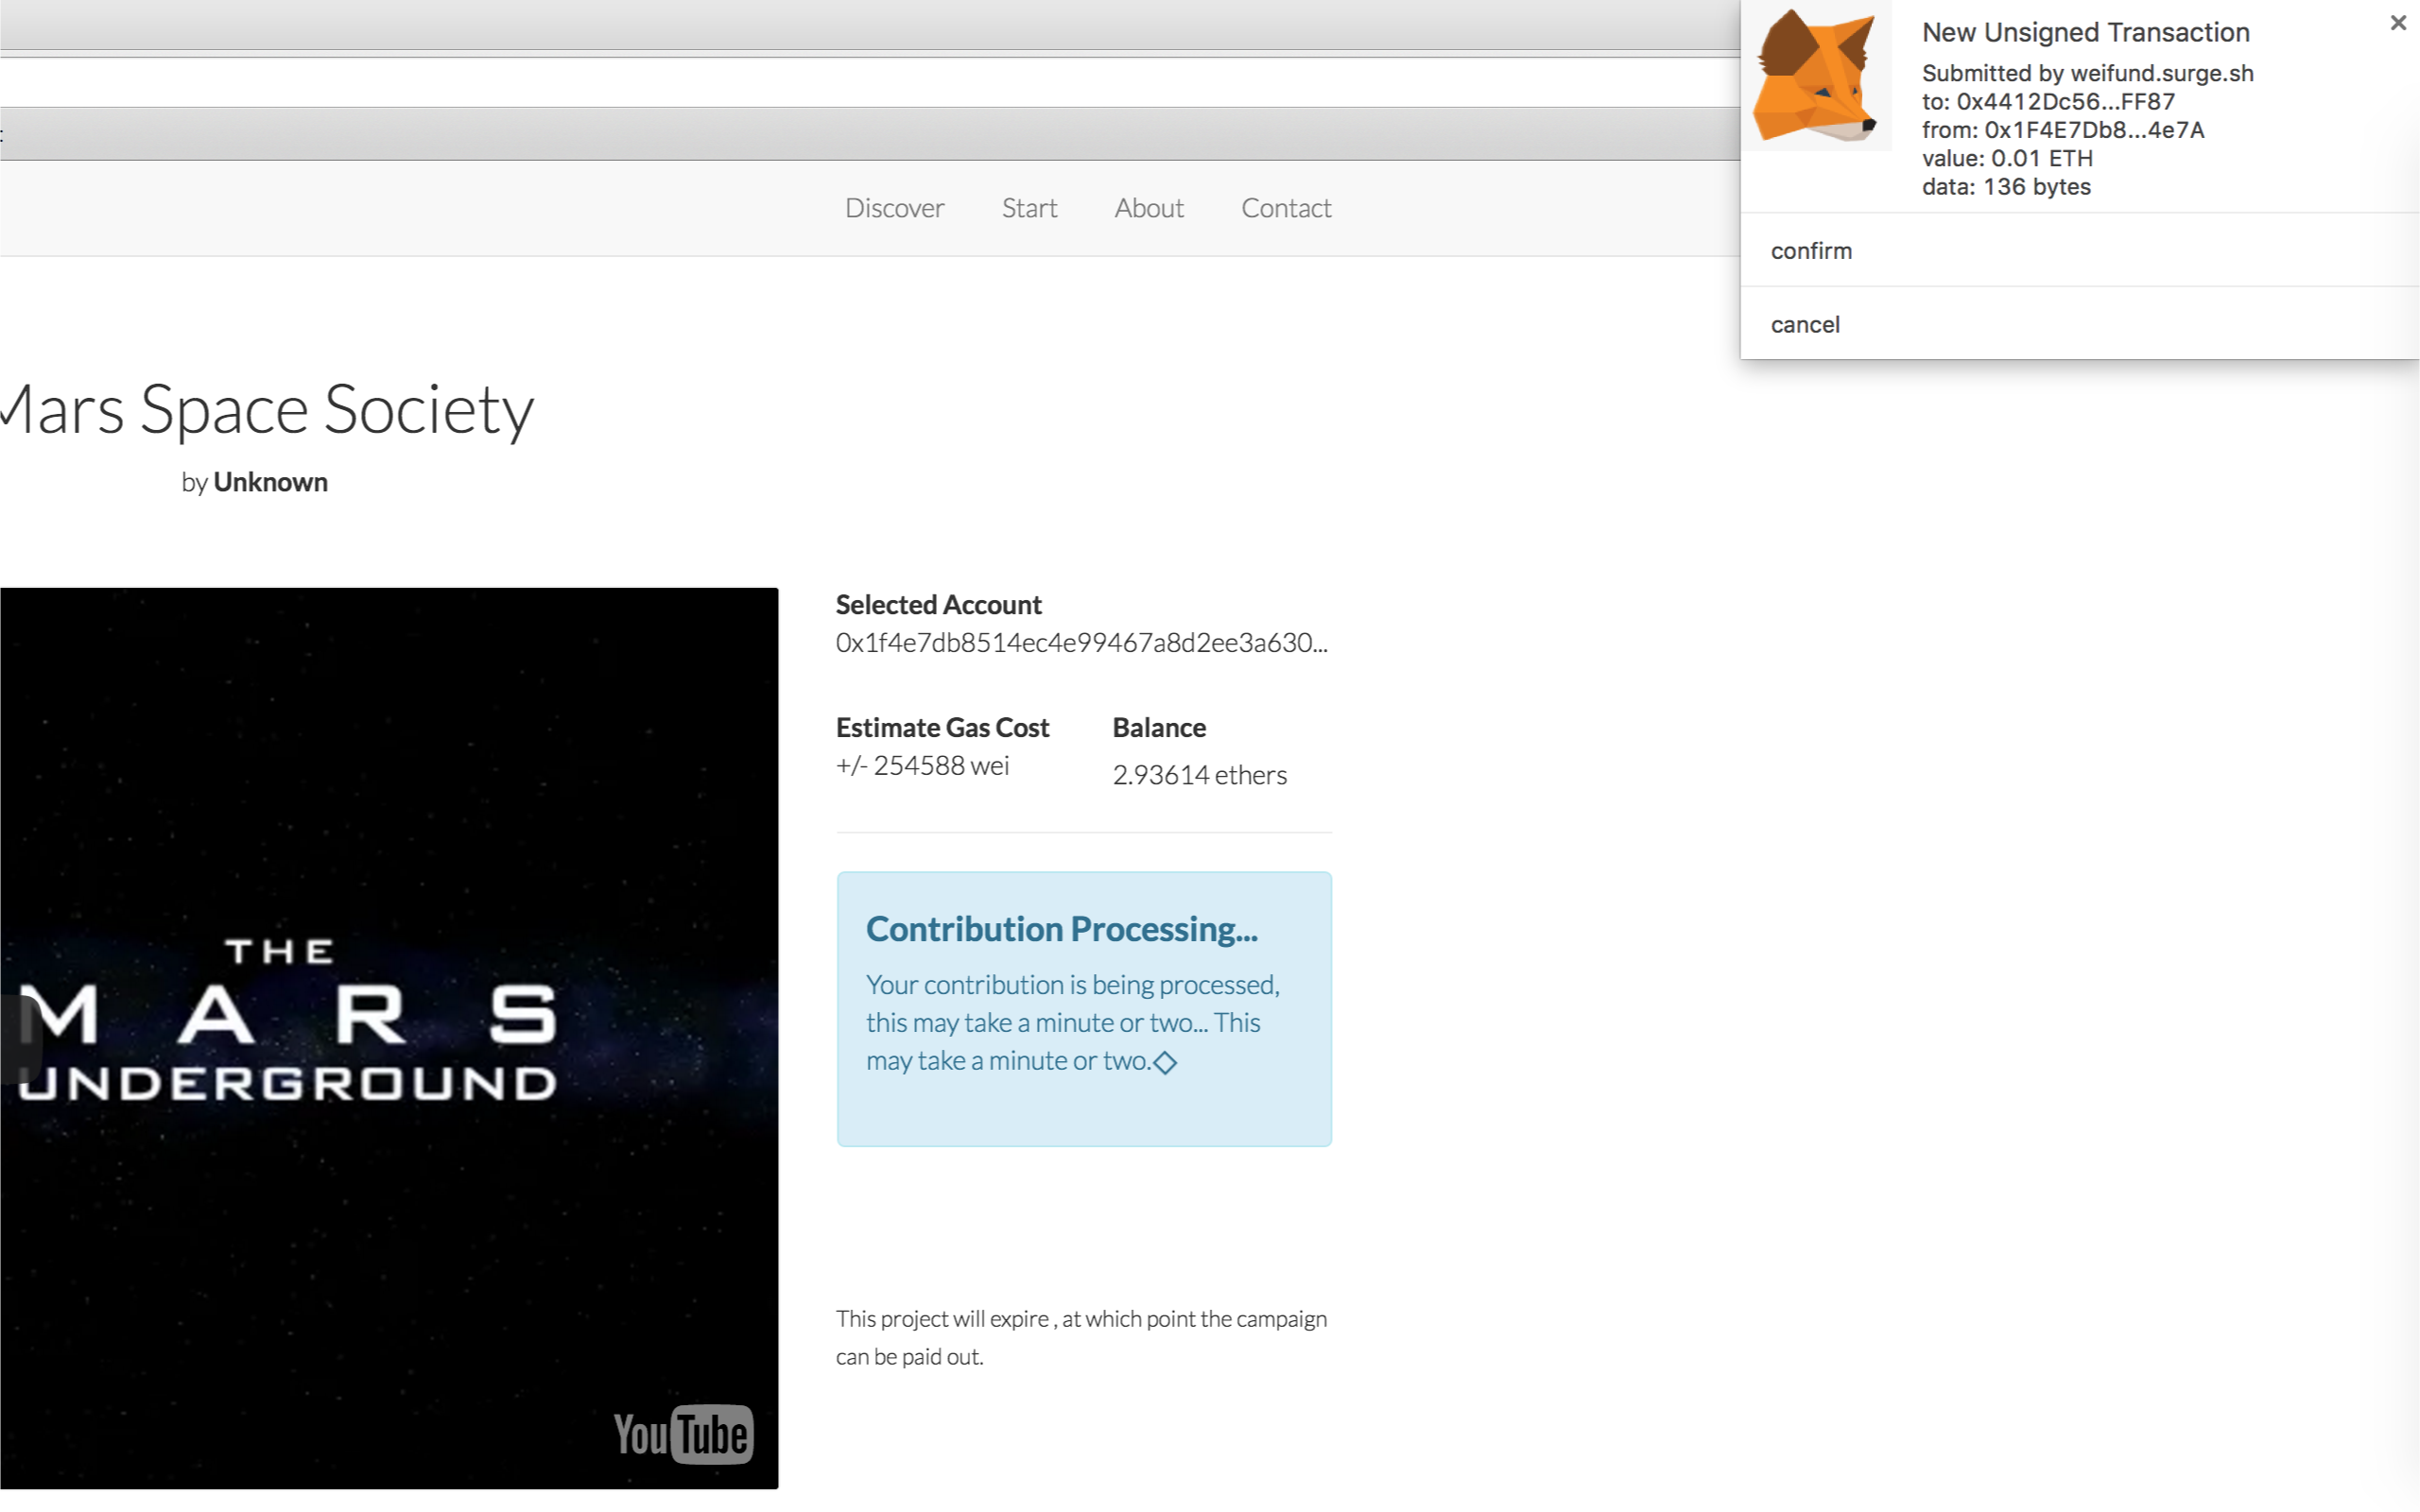 New Unsigned Transaction
Submitted by weifund.surge.sh
to: 0x4412Dc56...FF87
from: 0x1F4E7Db8...4e7A
value: 0.01 ETH
data: 136 bytes
confirm
cancel
Discover Start About Contact
Mars Space Society
by Unknown
THE
MARS
UNDERGROUND
YouTube
Selected Account
0x1f4e7db8514ec4e99467a8d2ee3a630...
Estimate Gas Cost Balance
+/- 254588 wei 2.93614 ethers
Contribution Processing...
Your contribution is being processed,
this may take a minute or two... This
may take a minute or two.
This project will expire , at which point the campaign
can be paid out.